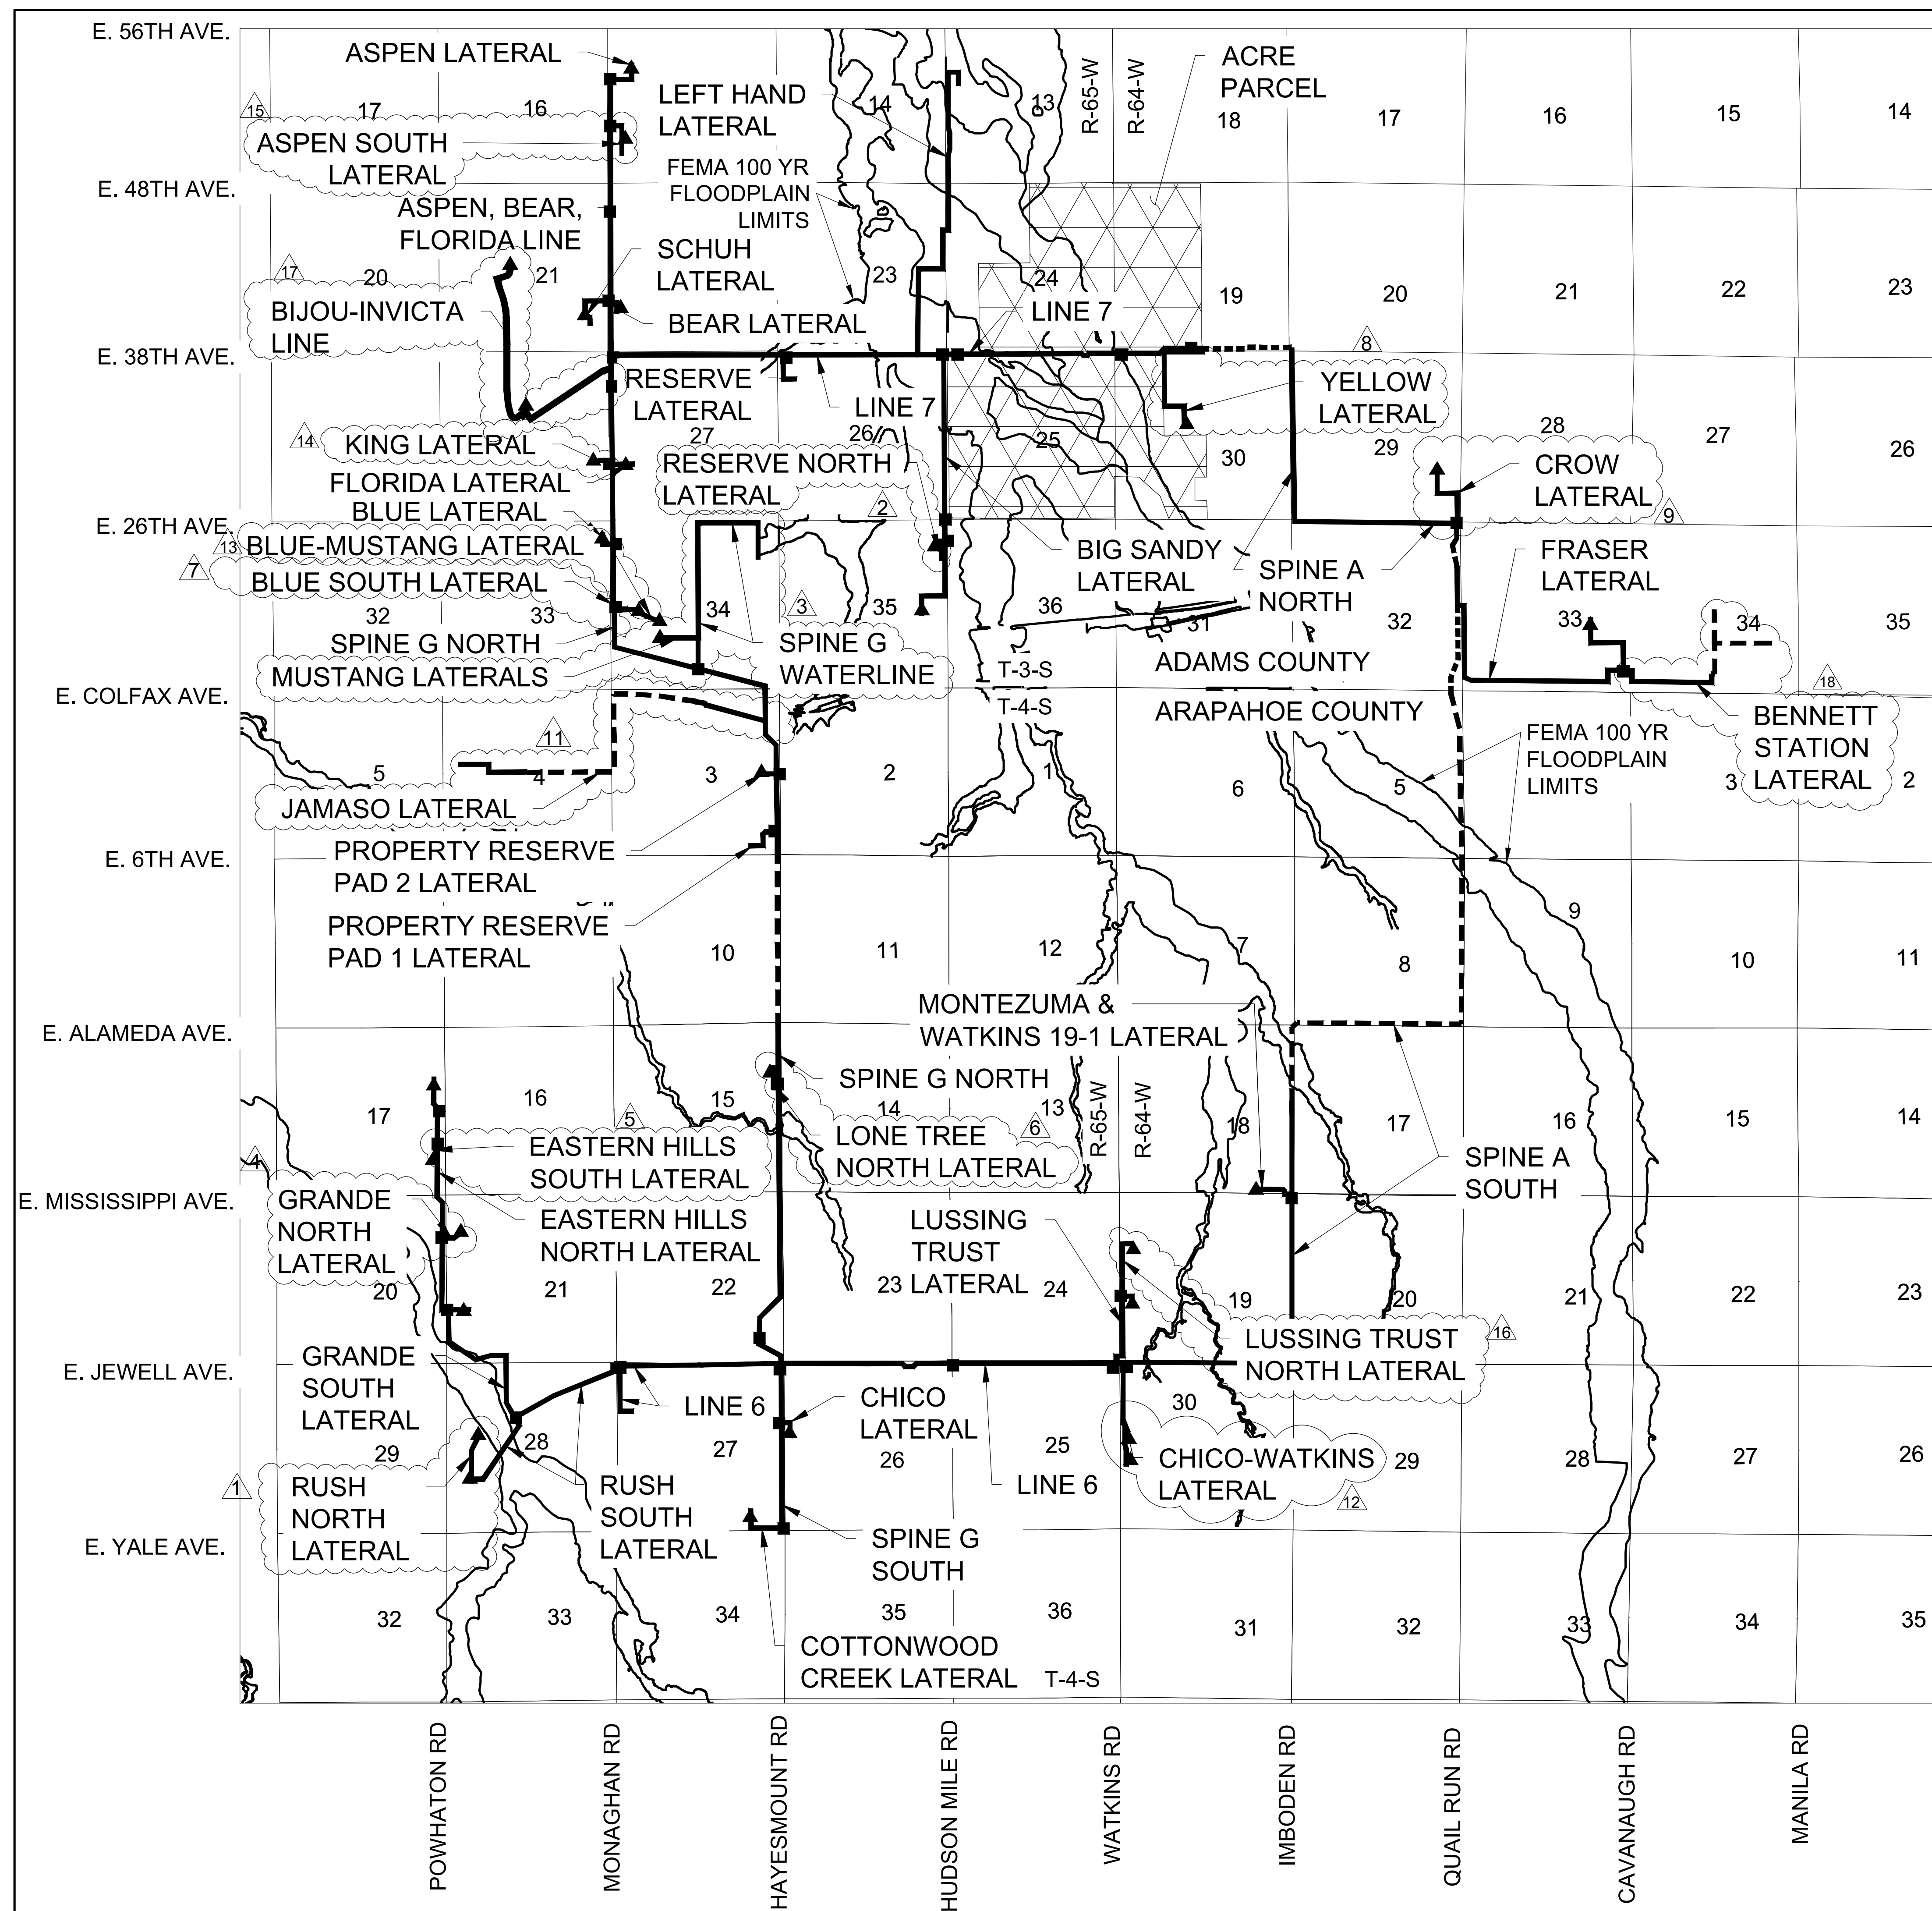 E. 56TH AVE.
ASPEN LATERAL
ACRE
PARCEL
LEFT HAND
LATERAL
R-65-W
R-64-W
15
17
16
14
13
18
17
16
15
14
ASPEN SOUTH
LATERAL
FEMA 100 YR
FLOODPLAIN
LIMITS
E. 48TH AVE.
ASPEN, BEAR,
FLORIDA LINE
SCHUH
LATERAL
17
20
21
23
24
19
20
21
22
23
BIJOU-INVICTA
LINE
BEAR LATERAL
LINE 7
E. 38TH AVE.
8
RESERVE
LATERAL
LINE 7
YELLOW
LATERAL
14
KING LATERAL
27
26
25
30
29
28
27
26
RESERVE NORTH
LATERAL
CROW
LATERAL
FLORIDA LATERAL
BLUE LATERAL
2
9
E. 26TH AVE.
13
BLUE-MUSTANG LATERAL
BIG SANDY
LATERAL
SPINE A
NORTH
FRASER
LATERAL
7
BLUE SOUTH LATERAL
32
33
34
3
35
36
31
32
33
34
35
SPINE G NORTH
MUSTANG LATERALS
SPINE G
WATERLINE
T-3-S
ADAMS COUNTY
E. COLFAX AVE.
T-4-S
ARAPAHOE COUNTY
18
BENNETT
STATION
LATERAL
11
FEMA 100 YR
FLOODPLAIN
LIMITS
5
4
3
2
1
6
5
3
2
JAMASO LATERAL
E. 6TH AVE.
PROPERTY RESERVE
PAD 2 LATERAL
PROPERTY RESERVE
PAD 1 LATERAL
10
11
12
7
8
9
10
11
MONTEZUMA &
WATKINS 19-1 LATERAL
E. ALAMEDA AVE.
SPINE G NORTH
R-65-W
R-64-W
17
16
15
14
13
18
17
16
15
14
5
6
EASTERN HILLS
SOUTH LATERAL
LONE TREE
NORTH LATERAL
SPINE A
SOUTH
4
E. MISSISSIPPI AVE.
GRANDE
NORTH
LATERAL
EASTERN HILLS
NORTH LATERAL
LUSSING
TRUST
LATERAL
20
21
22
23
24
19
20
21
22
23
LUSSING TRUST
NORTH LATERAL
16
E. JEWELL AVE.
GRANDE
SOUTH
LATERAL
LINE 6
CHICO
LATERAL
29
28
27
26
25
30
29
28
27
26
CHICO-WATKINS
LATERAL
12
1
RUSH
NORTH
LATERAL
RUSH
SOUTH
LATERAL
LINE 6
E. YALE AVE.
SPINE G
SOUTH
32
33
34
35
36
31
32
33
34
35
COTTONWOOD
CREEK LATERAL
T-4-S
POWHATON RD
MONAGHAN RD
HAYESMOUNT RD
HUDSON MILE RD
WATKINS RD
IMBODEN RD
QUAIL RUN RD
CAVANAUGH RD
MANILA RD